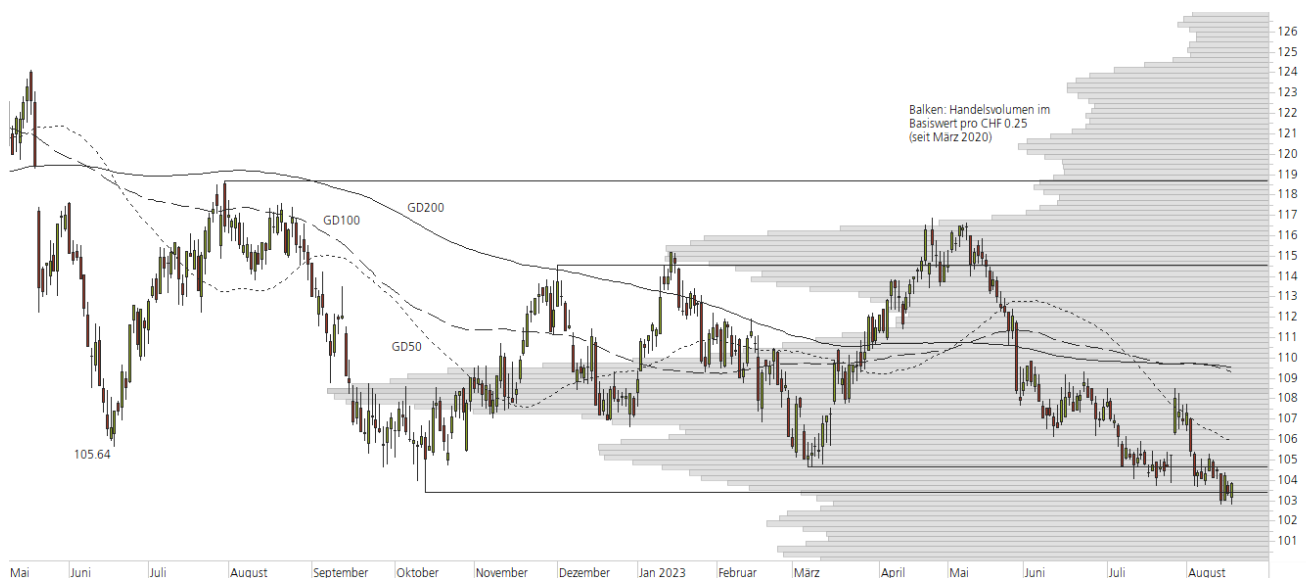 126
125
124
123
122
121
120
119
118
117
116
115
114
113
112
111
110
109
108
107
106
105
104
103
102
101
Balken: Handelsvolumen im
Basiswert pro CHF 0.25
(seit März 2020)
GD200
GD100
GD50
105.64
Mai
Juni
Juli
August
September
Oktober
November
Dezember
Jan 2023
Februar
März
April
Mai
Juni
Juli
August